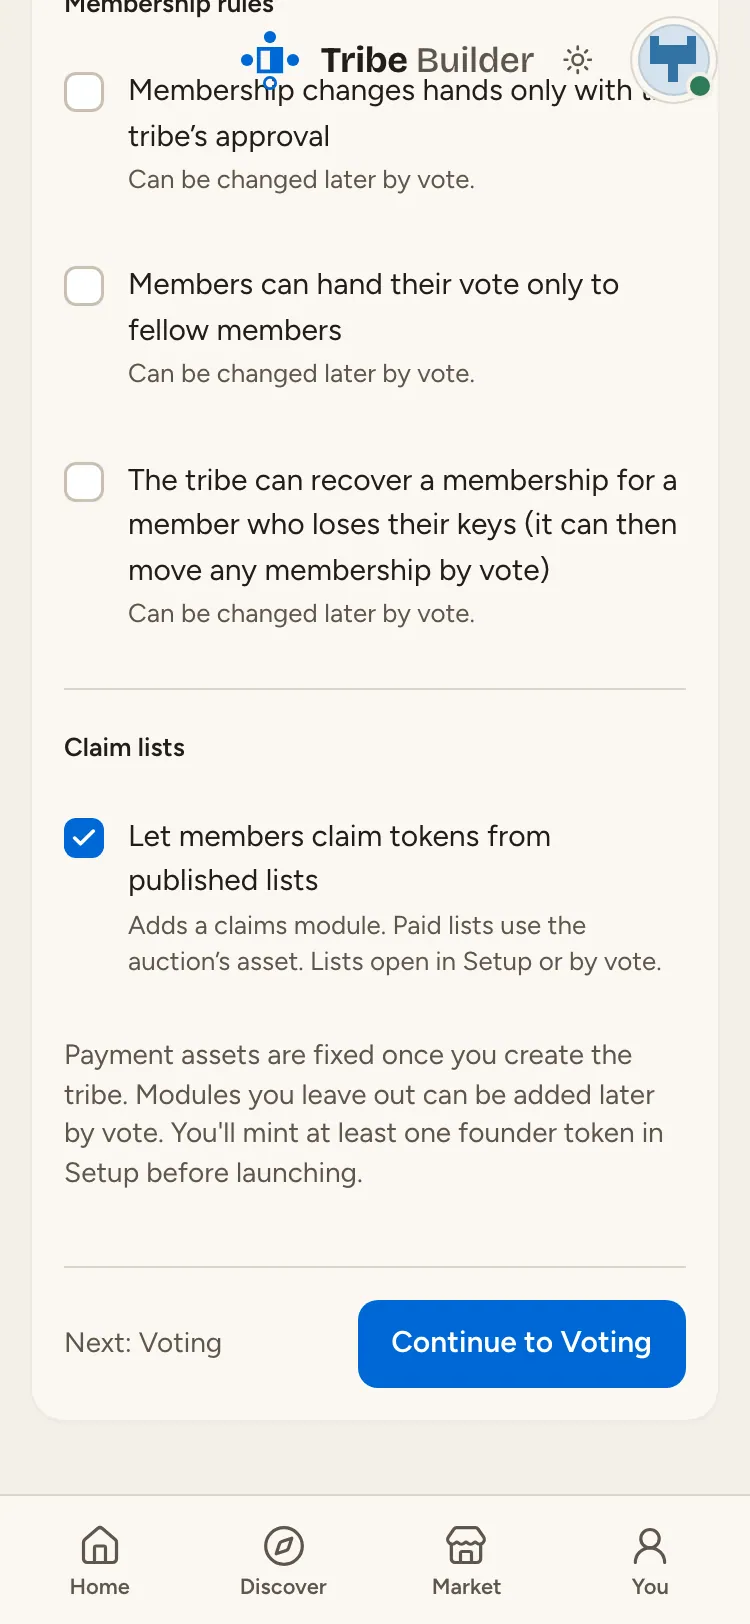 Membership rules
Tribe Builder
Membership changes hands only with
tribe’s approval
Can be changed later by vote.
Members can hand their vote only to
fellow members
Can be changed later by vote.
The tribe can recover a membership for a
member who loses their keys (it can then
move any membership by vote)
Can be changed later by vote.
Claim lists
Let members claim tokens from
published lists
Adds a claims module. Paid lists use the
auction’s asset. Lists open in Setup or by vote.
Payment assets are fixed once you create the
tribe. Modules you leave out can be added later
by vote. You'll mint at least one founder token in
Setup before launching.
Next: Voting
Continue to Voting
Home
Discover
Market
You